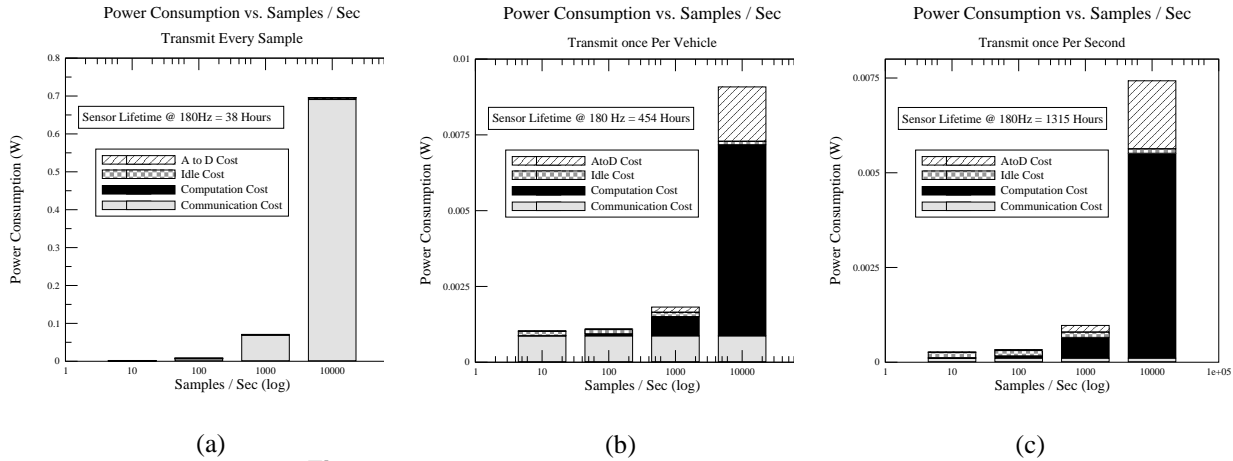 Power Consumption vs. Samples / Sec
Transmit Every Sample
0.8
0.7
0.6
0.5
0.4
0.3
0.2
0.1
0
Power Consumption (W)
Sensor Lifetime @ 180Hz = 38 Hours
A to D Cost
Idle Cost
Computation Cost
Communication Cost
1
10
100
1000
10000
Samples / Sec (log)
(a)
Power Consumption vs. Samples / Sec
Transmit once Per Vehicle
0.01
0.0075
0.005
0.0025
0
Power Consumption (W)
Sensor Lifetime @ 180 Hz = 454 Hours
AtoD Cost
Idle Cost
Computation Cost
Communication Cost
1
10
100
1000
10000
Samples / Sec (log)
(b)
Power Consumption vs. Samples / Sec
Transmit once Per Second
0.0075
0.005
0.0025
0
Power Consumption (W)
Sensor Lifetime @ 180Hz = 1315 Hours
AtoD Cost
Idle Cost
Computation Cost
Communication Cost
1
10
100
1000
10000
1e+05
Samples / Sec (log)
(c)